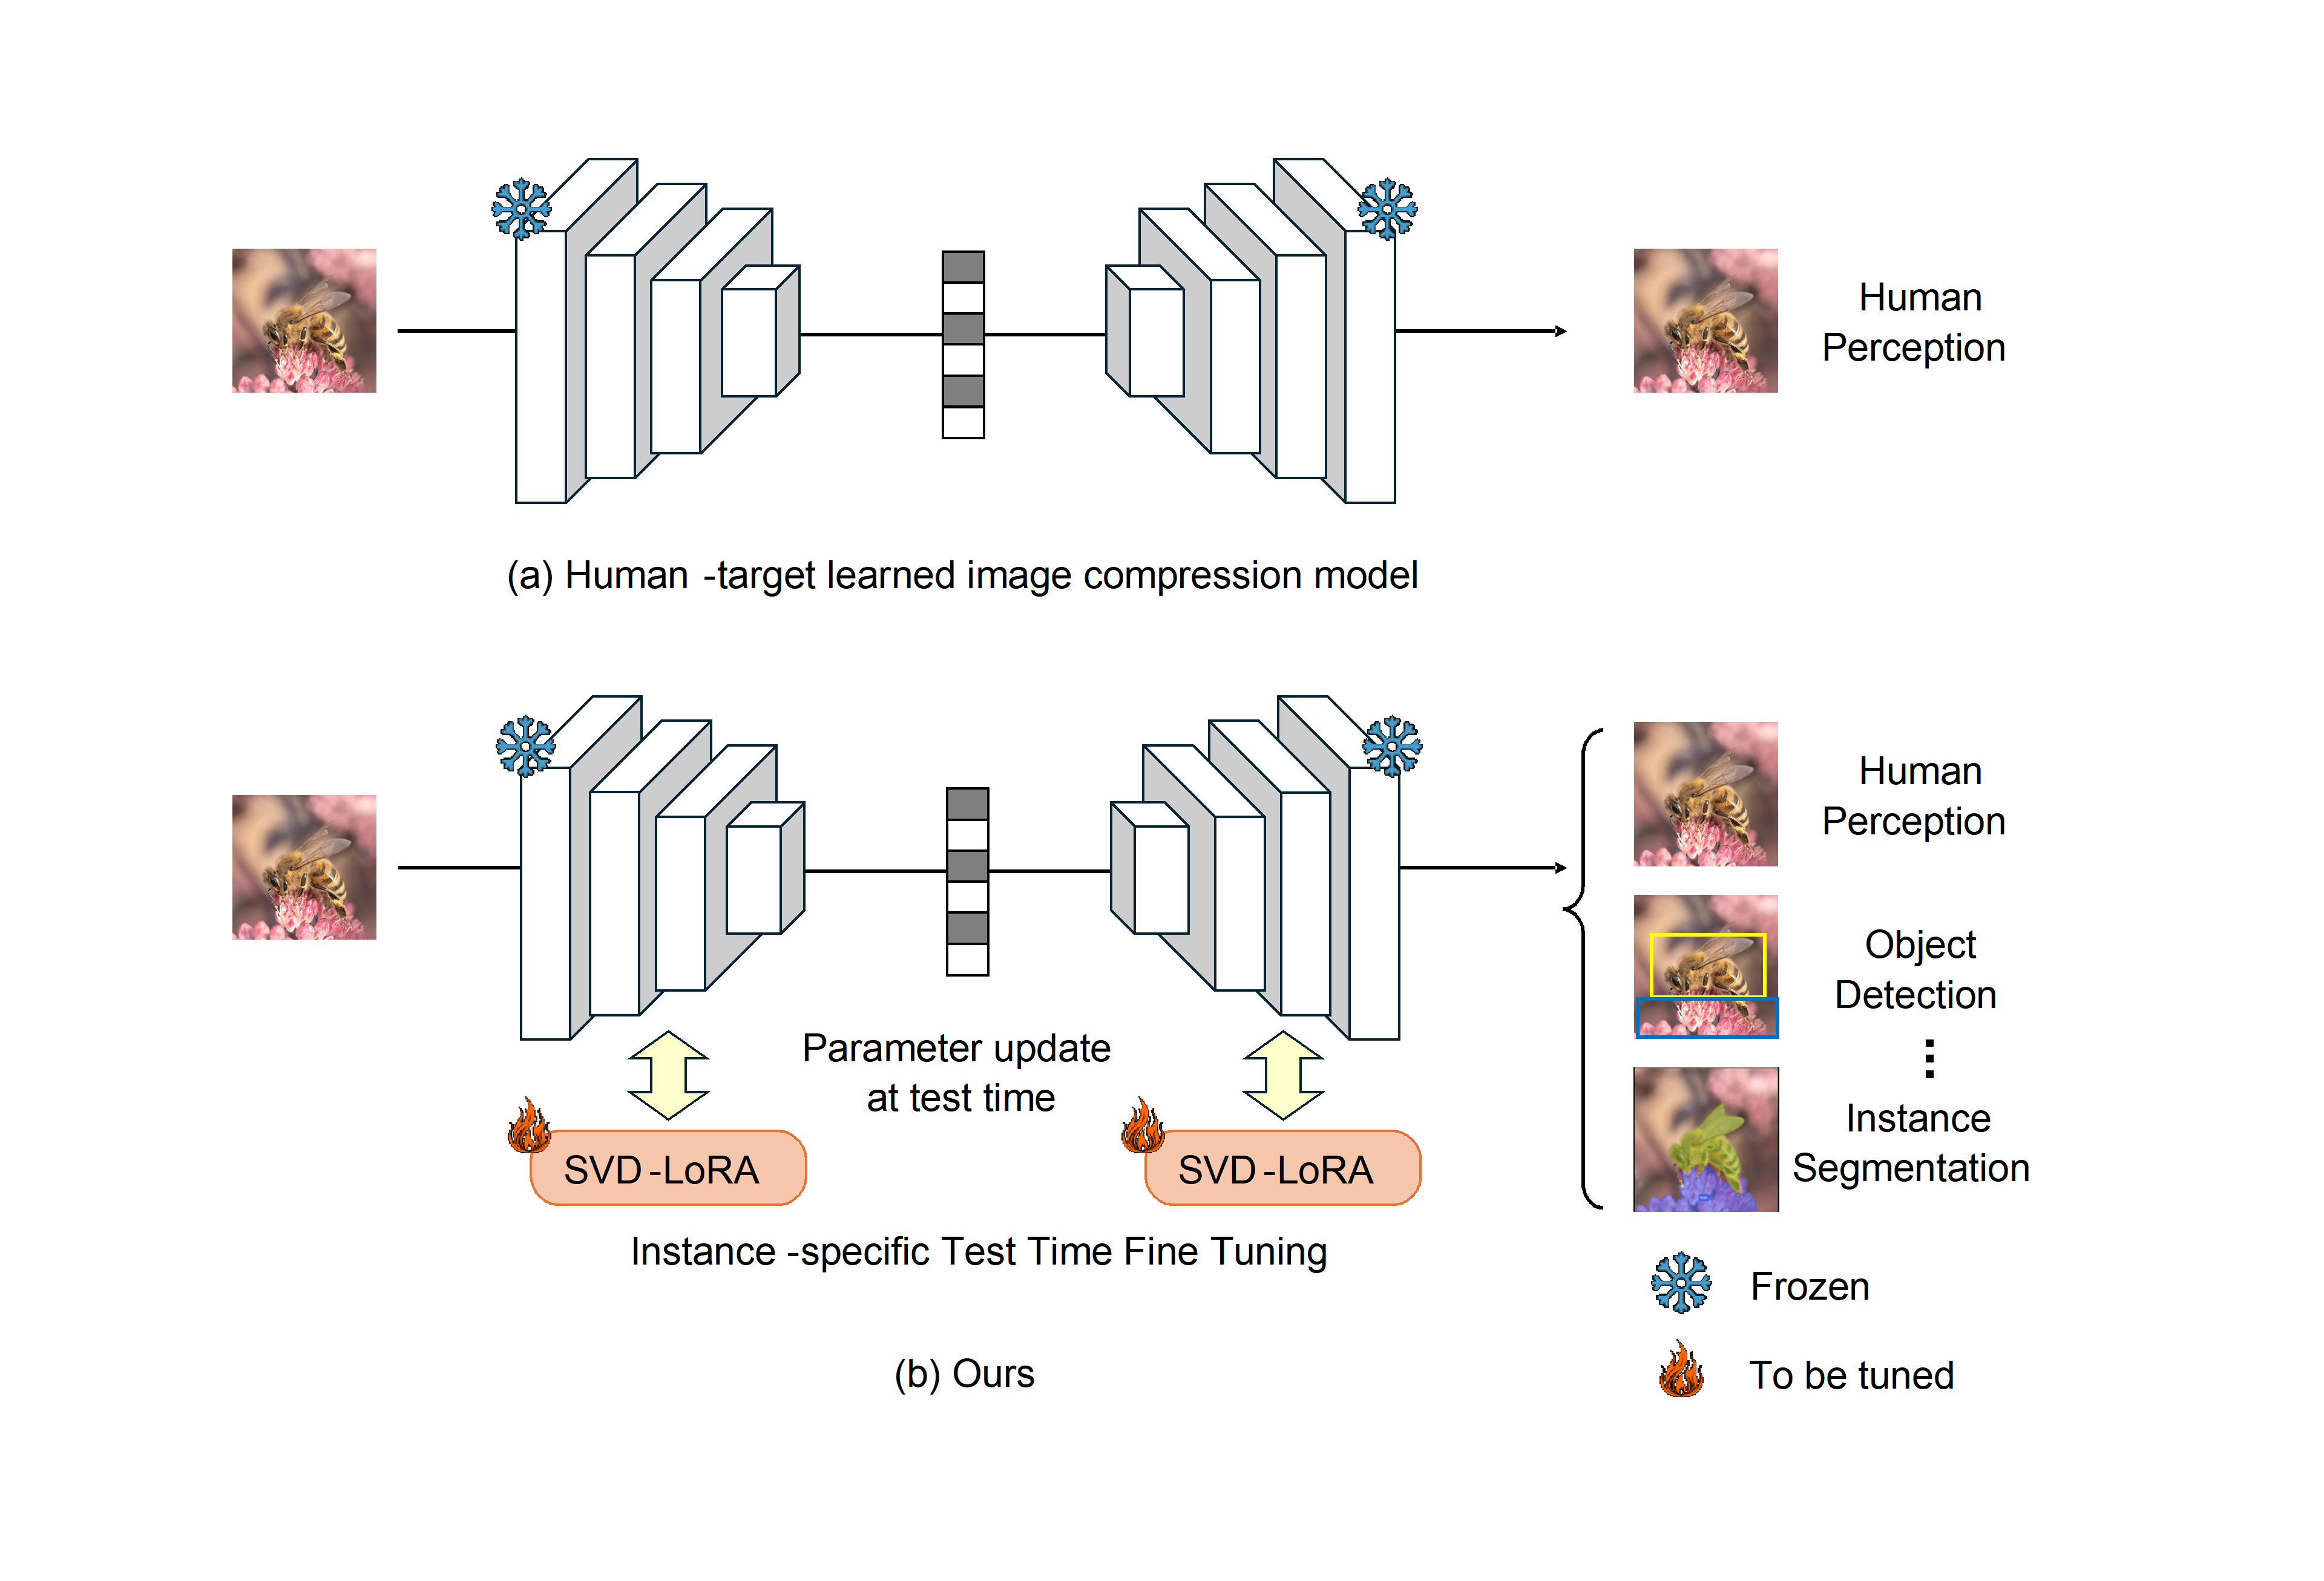 Human
Perception
(a) Human -target learned image compression model
Human
Perception
Object
Detection
Instance
Segmentation
Parameter update
at test time
SVD -LoRA
SVD -LoRA
Instance -specific Test Time Fine Tuning
Frozen
To be tuned
(b) Ours